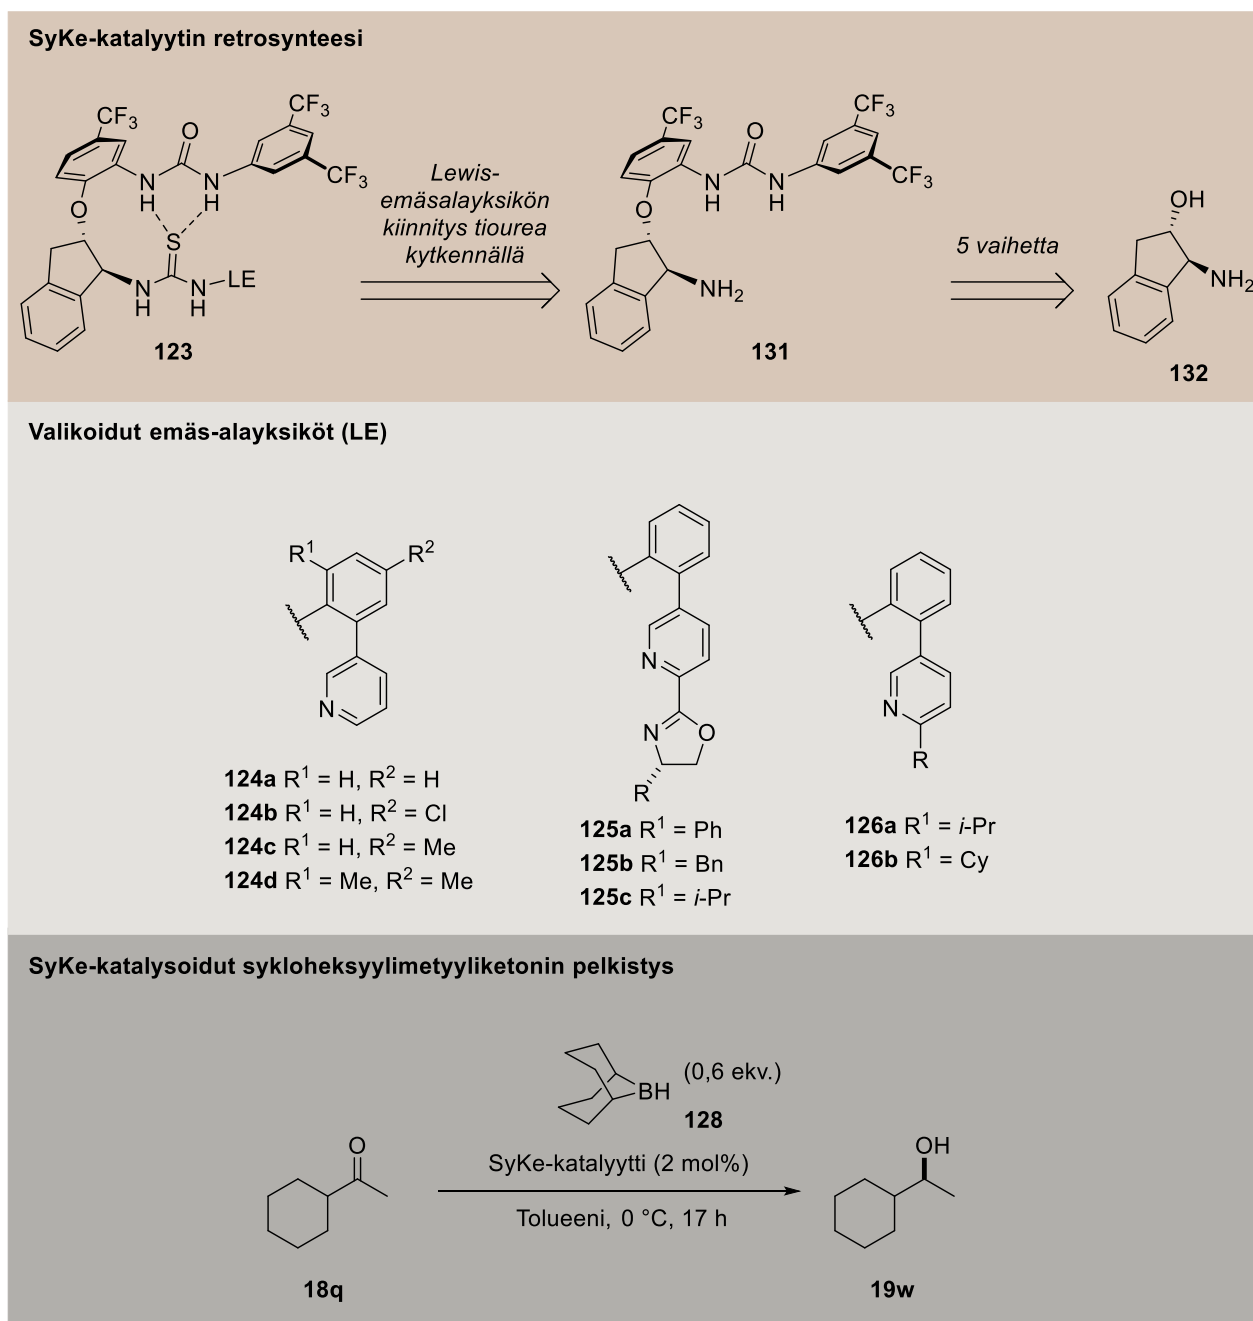 SyKe-katalyytin retrosynteesi
CF3
O
CF3
N
H
N
H
CF3
O
S
N
H
N
H
LE
123
Lewis-
emäsalayksikön
kiinnitys tiourea
kytkennällä
CF3
O
CF3
N
H
N
H
CF3
O
NH2
131
5 vaihetta
OH
NH2
132
Valikoidut emäs-alayksiköt (LE)
R1
R2
N
124a R1 = H, R2 = H
124b R1 = H, R2 = Cl
124c R1 = H, R2 = Me
124d R1 = Me, R2 = Me
N
N
O
R
125a R1 = Ph
125b R1 = Bn
125c R1 = i-Pr
N
R
126a R1 = i-Pr
126b R1 = Cy
SyKe-katalysoidut sykloheksyylimetyyliketonin pelkistys
BH
(0,6 ekv.)
128
SyKe-katalyytti (2 mol%)
Tolueeni, 0 °C, 17 h
O
18q
OH
19w